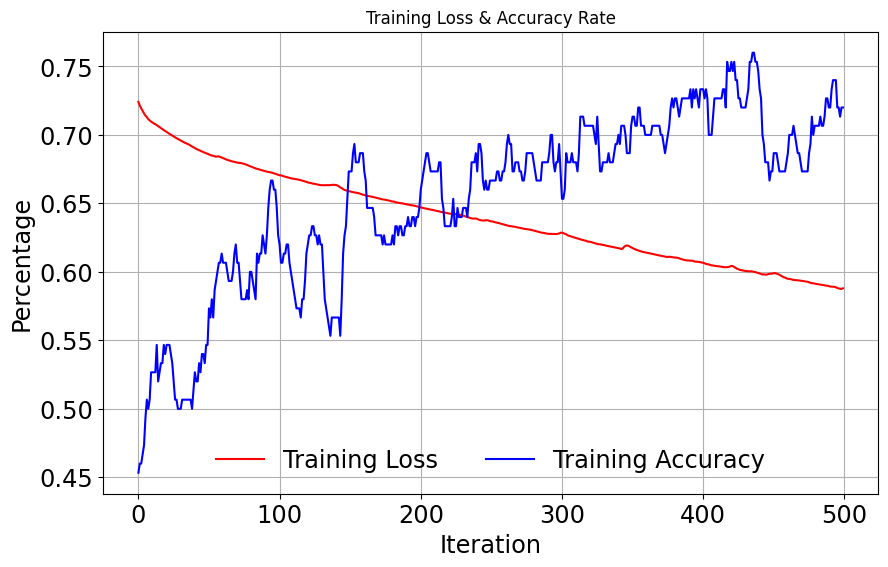 Training Loss & Accuracy Rate
Percentage
0.75
0.70
0.65
0.60
0.55
0.50
0.45
Training Loss Training Accuracy
0 100 200 300 400 500
Iteration